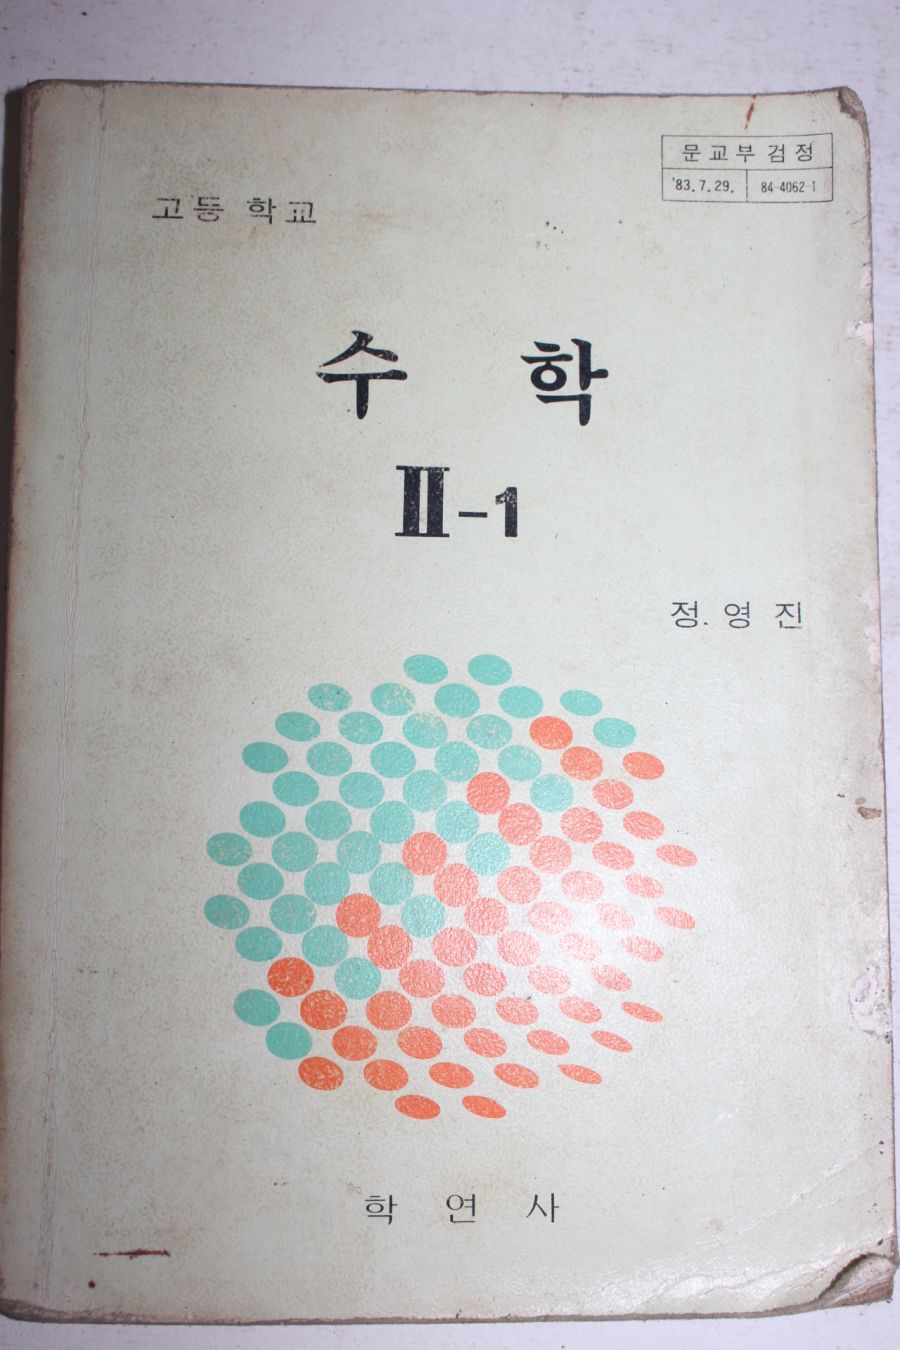 문교부 검정
'83.7.29. 84-4062-1
고등 학교
수 학
Ⅱ-1
정. 영 진
학 연 사